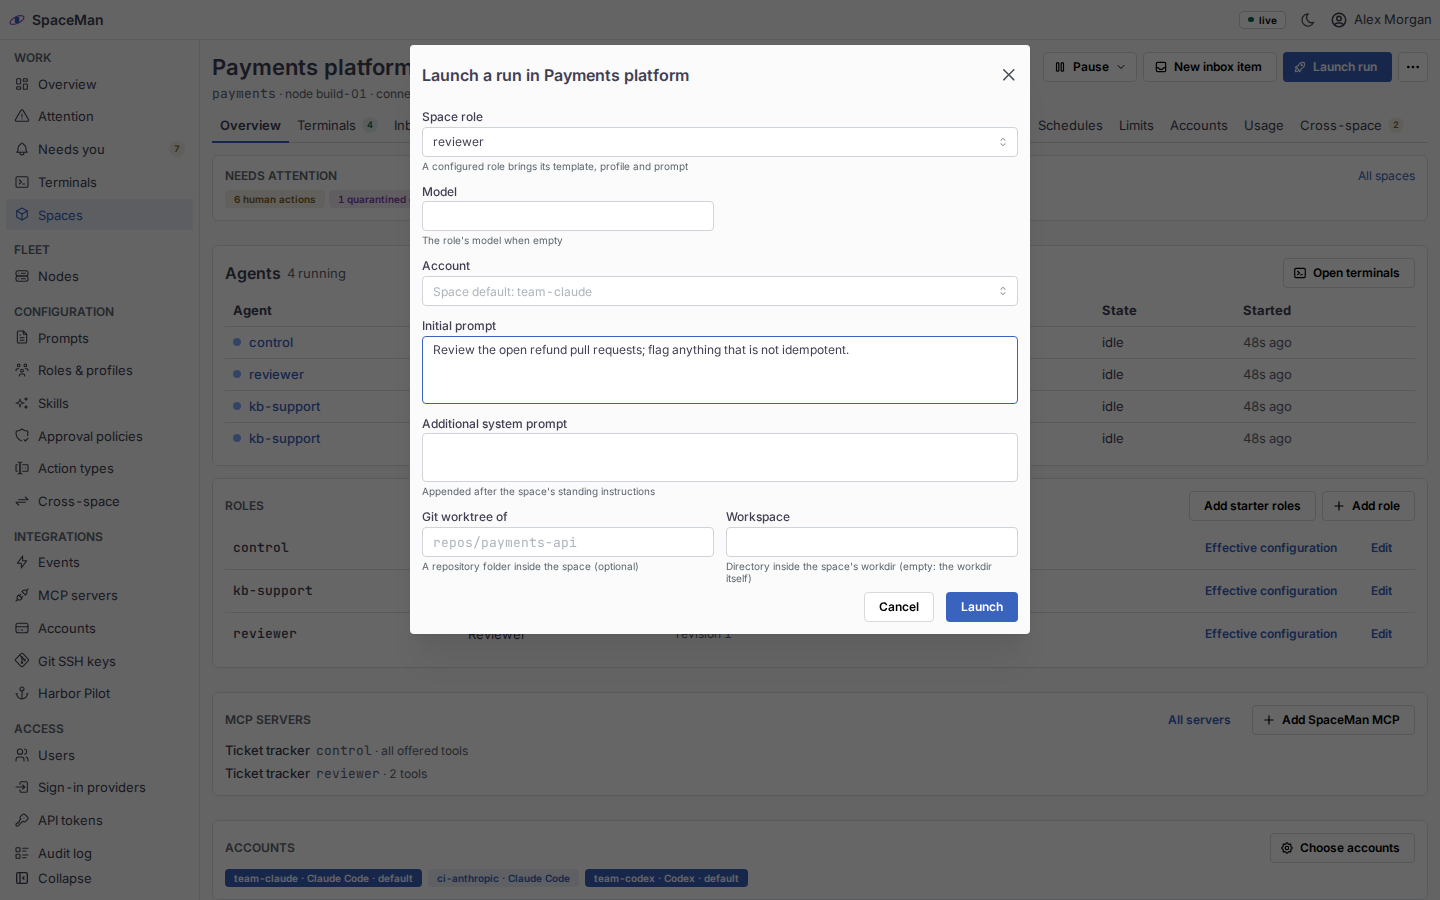 SpaceMan
live
Alex Morgan
WORK
Overview
Attention
Needs you 7
Terminals
Spaces
FLEET
Nodes
CONFIGURATION
Prompts
Roles & profiles
Skills
Approval policies
Action types
Cross-space
INTEGRATIONS
Events
MCP servers
Accounts
Git SSH keys
Harbor Pilot
ACCESS
Users
Sign-in providers
API tokens
Audit log
Collapse
Payments platform
payments · node build-01 · conne
Pause
New inbox item
Launch run
Overview Terminals 4 Inb
Schedules Limits Accounts Usage Cross-space 2
NEEDS ATTENTION
All spaces
6 human actions 1 quarantined
Agents 4 running
Open terminals
Agent State Started
control idle 48s ago
reviewer idle 48s ago
kb-support idle 48s ago
kb-support idle 48s ago
ROLES
Add starter roles
Add role
control Effective configuration Edit
kb-support Effective configuration Edit
reviewer Reviewer revision 1 Effective configuration Edit
MCP SERVERS
All servers
Add SpaceMan MCP
Ticket tracker control · all offered tools
Ticket tracker reviewer · 2 tools
ACCOUNTS
Choose accounts
team-claude · Claude Code · default ci-anthropic · Claude Code team-codex · Codex · default
Launch a run in Payments platform
Space role
reviewer
A configured role brings its template, profile and prompt
Model
The role's model when empty
Account
Space default: team-claude
Initial prompt
Review the open refund pull requests; flag anything that is not idempotent.
Additional system prompt
Appended after the space's standing instructions
Git worktree of
repos/payments-api
A repository folder inside the space (optional)
Workspace
Directory inside the space's workdir (empty: the workdir
itself)
Cancel
Launch